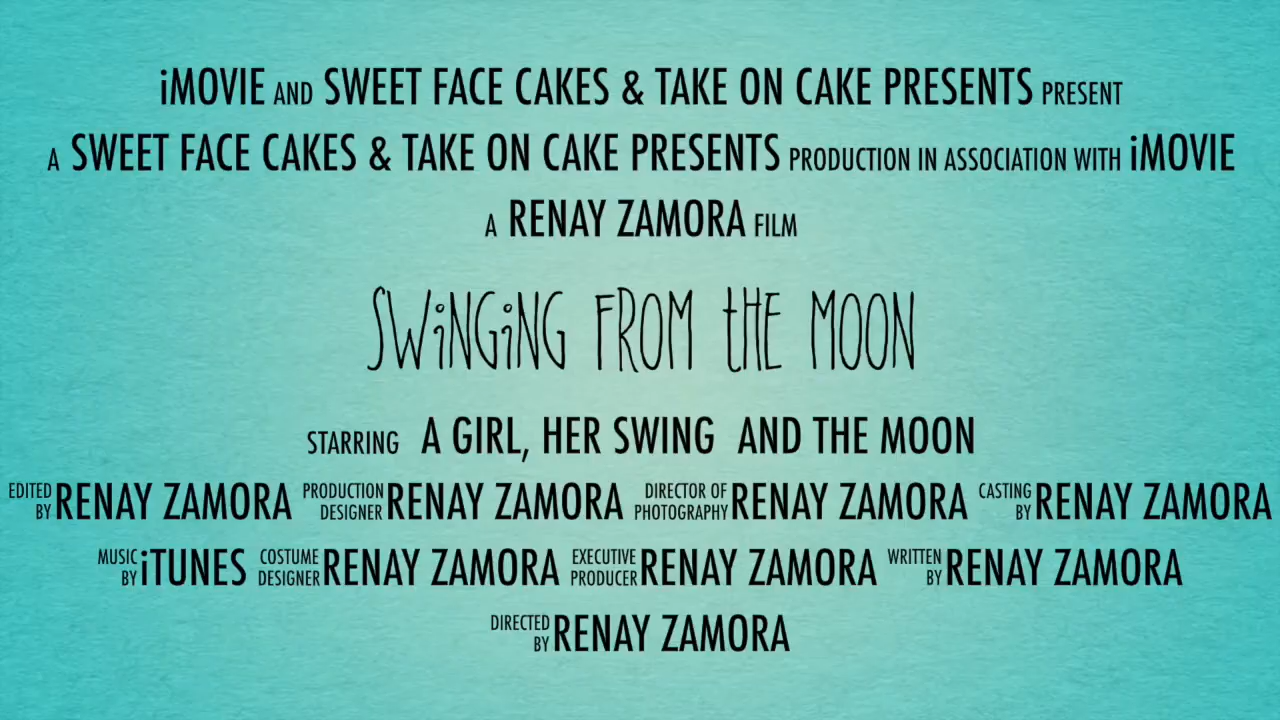 iMOVIE AND SWEET FACE CAKES & TAKE ON CAKE PRESENTS PRESENT
A SWEET FACE CAKES & TAKE ON CAKE PRESENTS PRODUCTION IN ASSOCIATION WITH iMOVIE
A RENAY ZAMORA FILM
SWiNGiNG FROM tHE MOON
STARRING A GIRL, HER SWING AND THE MOON
EDITED BY RENAY ZAMORA PRODUCTION DESIGNER RENAY ZAMORA DIRECTOR OF PHOTOGRAPHY RENAY ZAMORA CASTING BY RENAY ZAMORA
MUSIC BY iTUNES COSTUME DESIGNER RENAY ZAMORA EXECUTIVE PRODUCER RENAY ZAMORA WRITTEN BY RENAY ZAMORA
DIRECTED BY RENAY ZAMORA